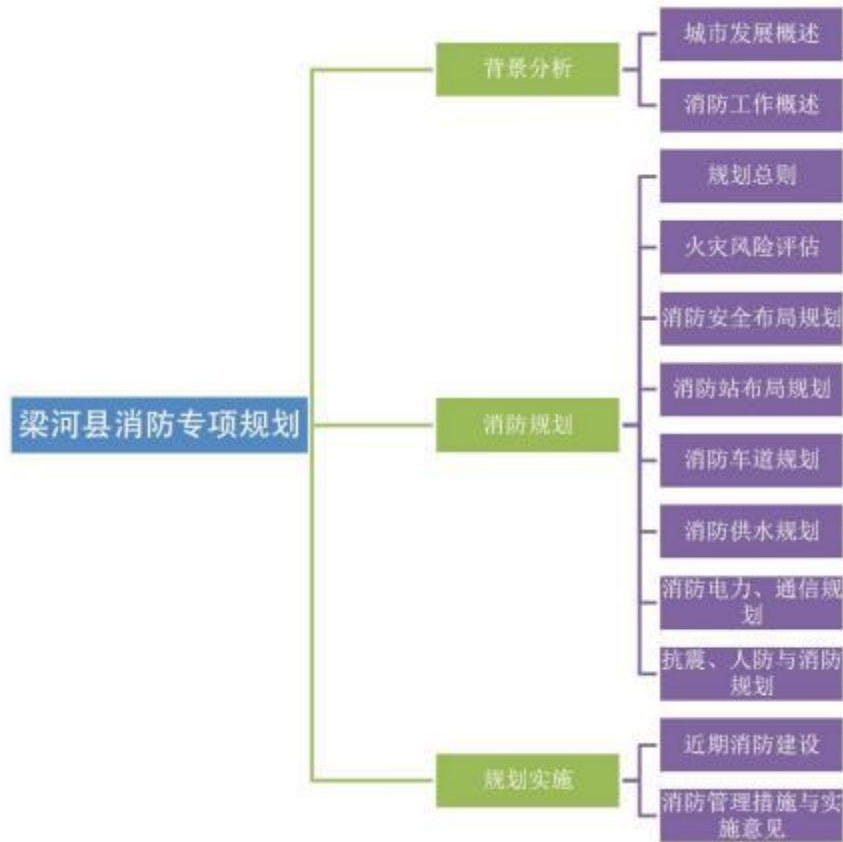 梁河县消防专项规划
背景分析
城市发展概述
消防工作概述
消防规划
规划总则
火灾风险评估
消防安全布局规划
消防站布局规划
消防车道规划
消防供水规划
消防电力、通信规
划
抗震、人防与消防
规划
规划实施
近期消防建设
消防管理措施与实
施意见